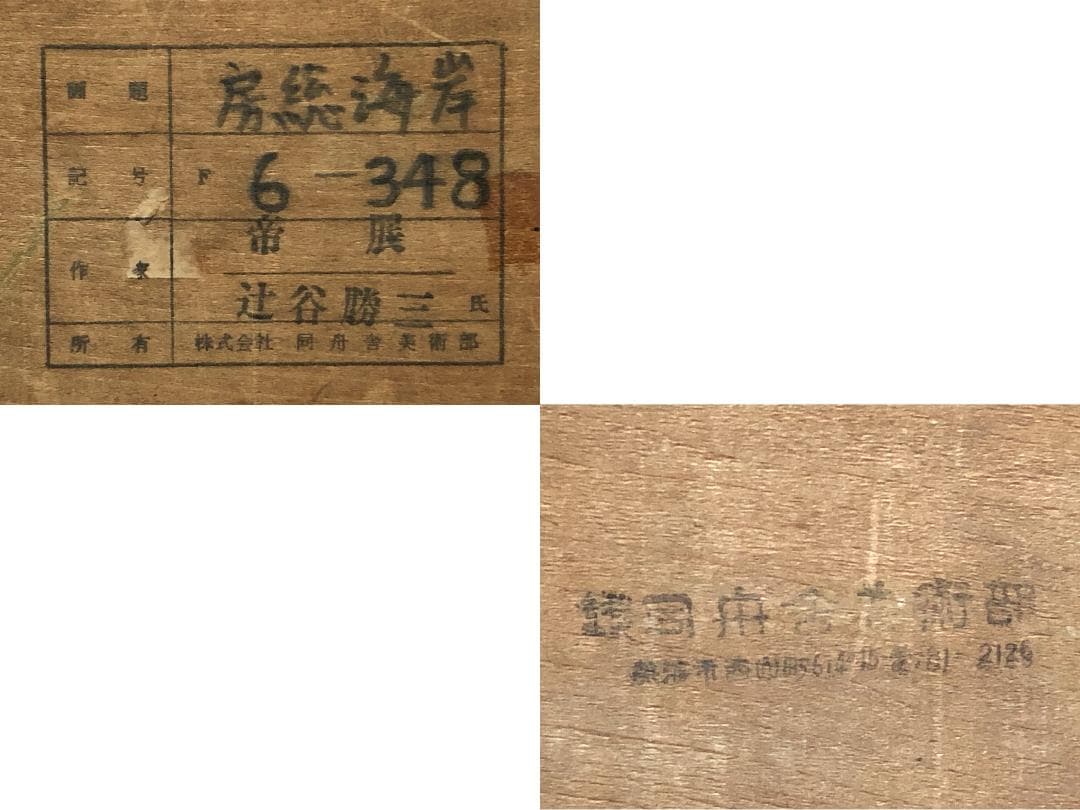 画題 房総海岸
記号 F 6-348
作家 帝展
辻谷勝三 氏
所有 株式会社 同舟舎美術部
同舟舎美術部
2126